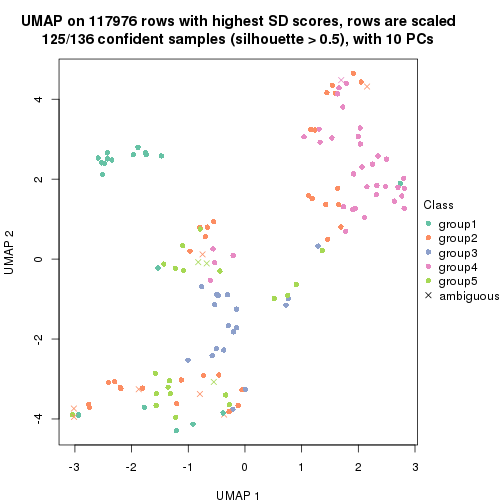 UMAP on 117976 rows with highest SD scores, rows are scaled
125/136 confident samples (silhouette > 0.5), with 10 PCs
4
2
0
-2
-4
UMAP 2
-3
-2
-1
0
1
2
3
UMAP 1
Class
group1
group2
group3
group4
group5
ambiguous